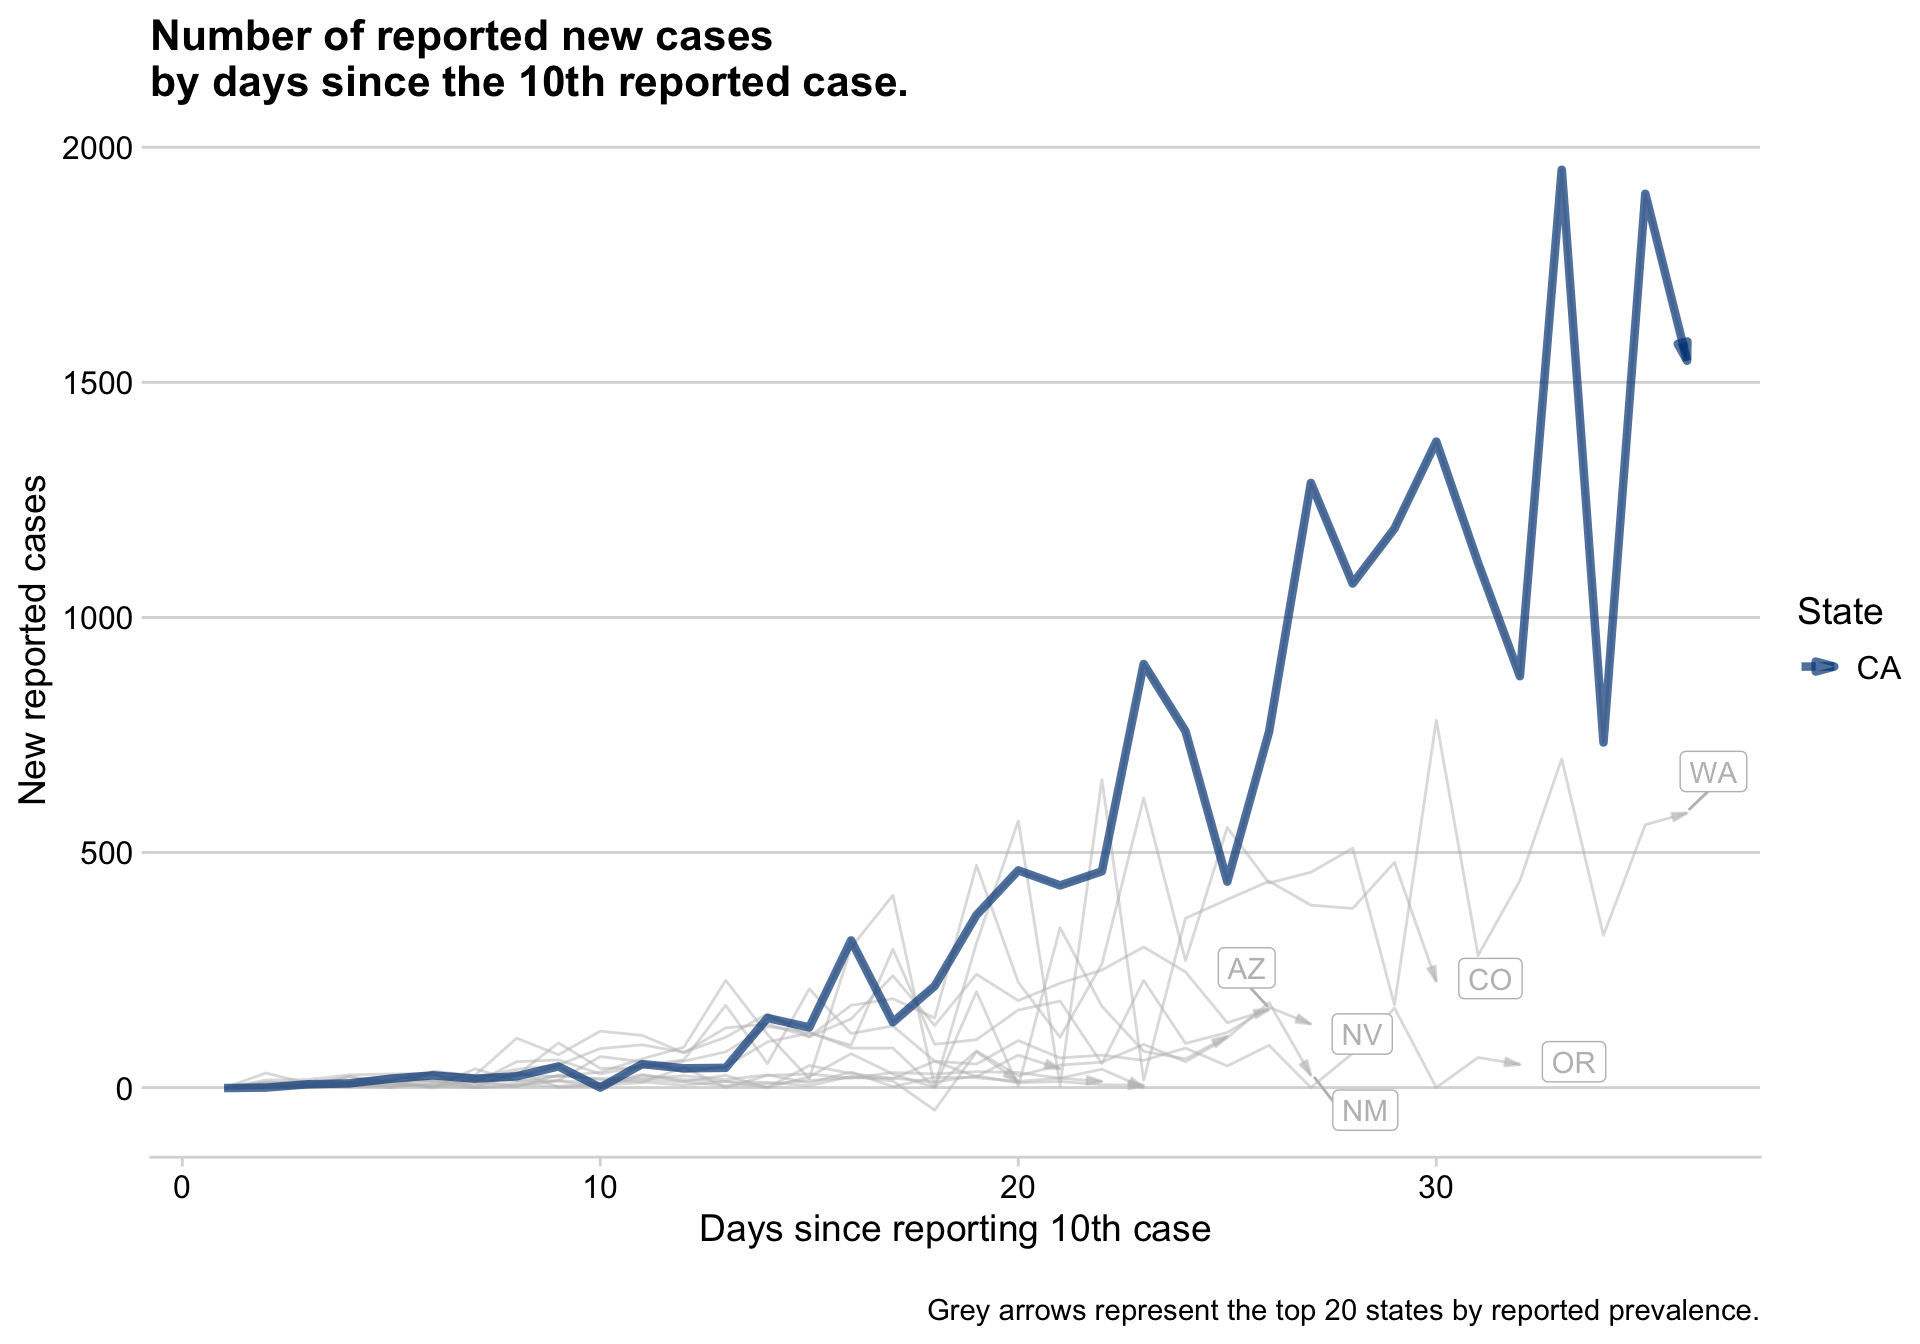 Number of reported new cases
by days since the 10th reported case.
2000
1500
1000
500
0
New reported cases
WA
AZ
CO
NV
OR
NM
State
CA
0 10 20 30
Days since reporting 10th case
Grey arrows represent the top 20 states by reported prevalence.